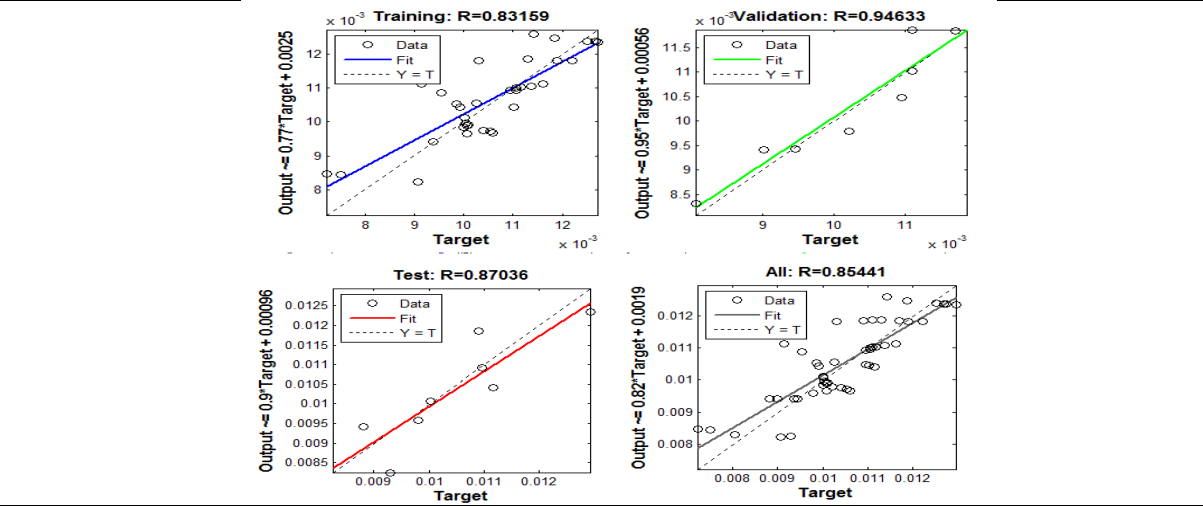 × 10⁻³
Training: R=0.83159
Output ~= 0.77*Target + 0.0025
12
11
10
9
8
Data
Fit
Y = T
8
9
10
11
12
Target
× 10⁻³
× 10⁻³
Validation: R=0.94633
Output ~= 0.95*Target + 0.00056
11.5
11
10.5
10
9.5
9
8.5
Data
Fit
Y = T
9
10
11
Target
× 10⁻³
Test: R=0.87036
Output ~= 0.9*Target + 0.00096
0.0125
0.012
0.0115
0.011
0.0105
0.01
0.0095
0.009
0.0085
Data
Fit
Y = T
0.009
0.01
0.011
0.012
Target
All: R=0.85441
Output ~= 0.82*Target + 0.0019
0.012
0.011
0.01
0.009
0.008
Data
Fit
Y = T
0.008
0.009
0.01
0.011
0.012
Target